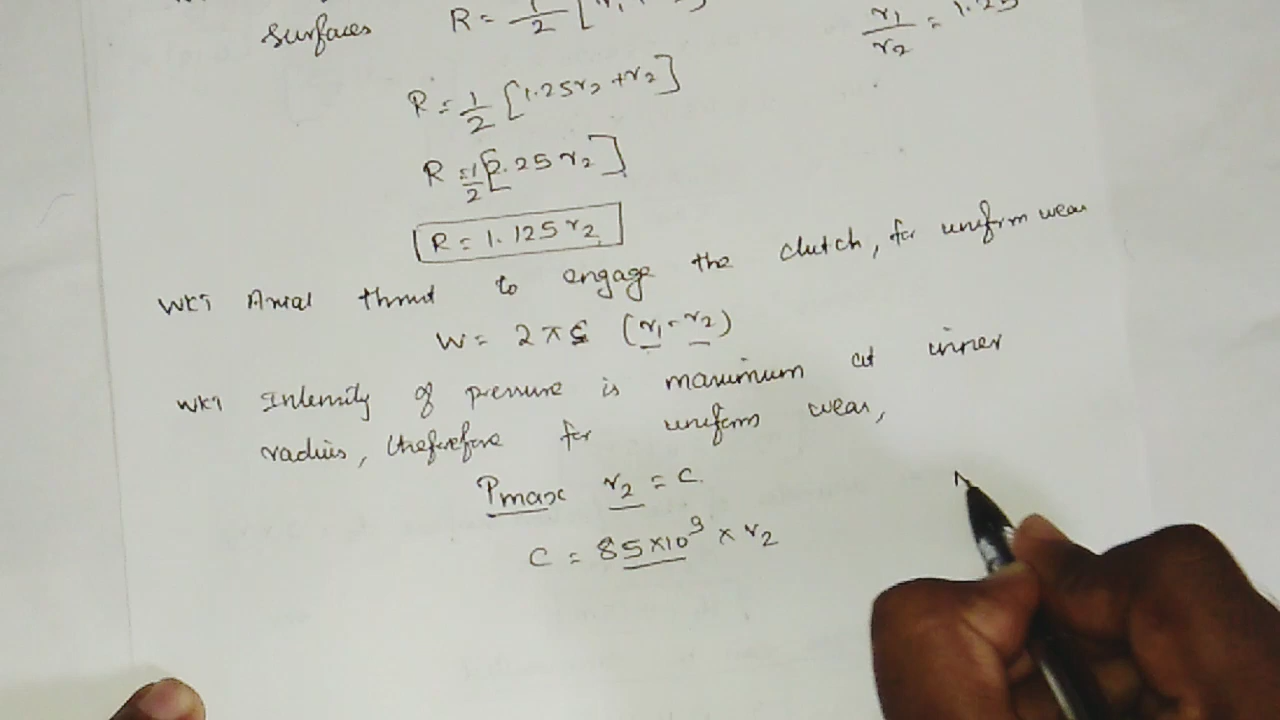 surfaces R = 1/2 [r1
r1/r2 = 1.25
R = 1/2 [1.25r2 + r2]
R = 1/2 [2.25 r2]
R = 1.125 r2
WKT Axial thrust to engage the clutch, for uniform wear
W = 2πC (r1 - r2)
WKT Intensity of pressure is maximum at inner
radius, therefore for uniform wear,
Pmax r2 = C.
C = 85×10³ × r2